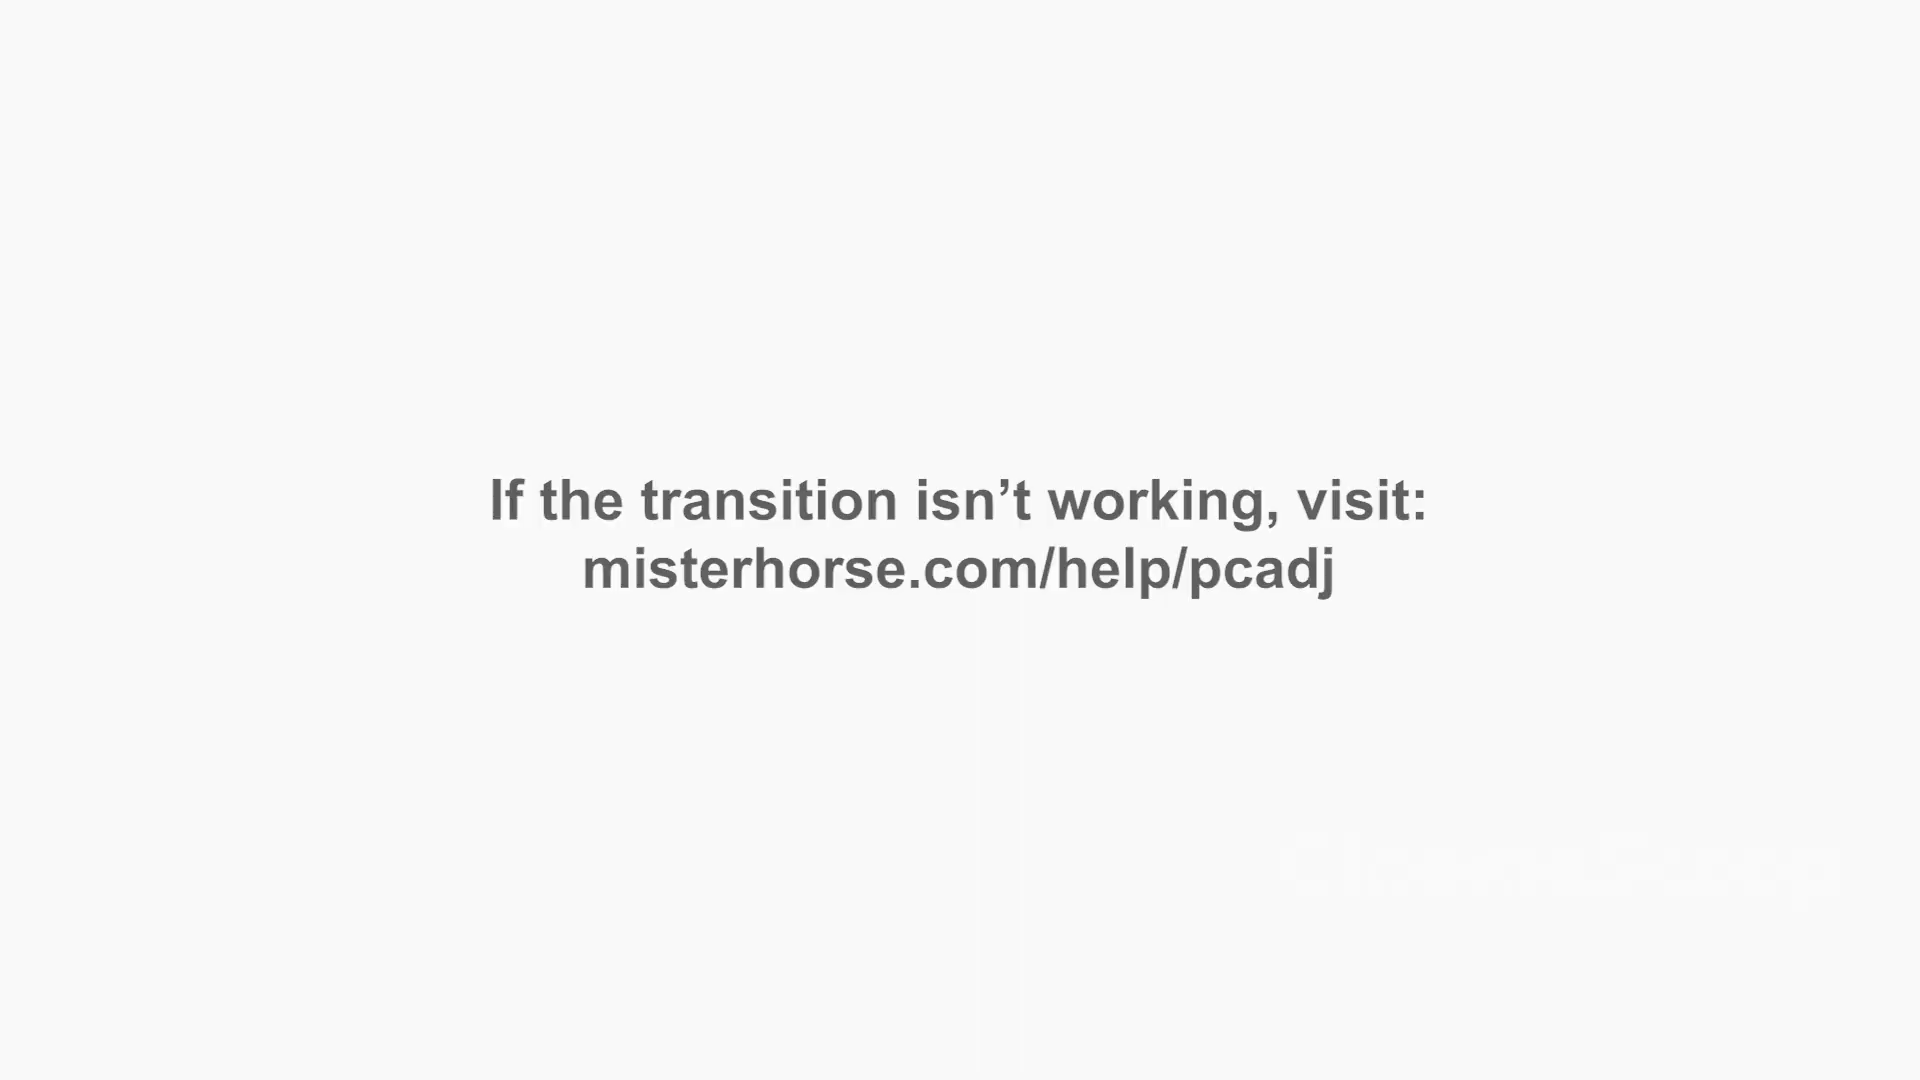 If the transition isn’t working, visit:
misterhorse.com/help/pcadj